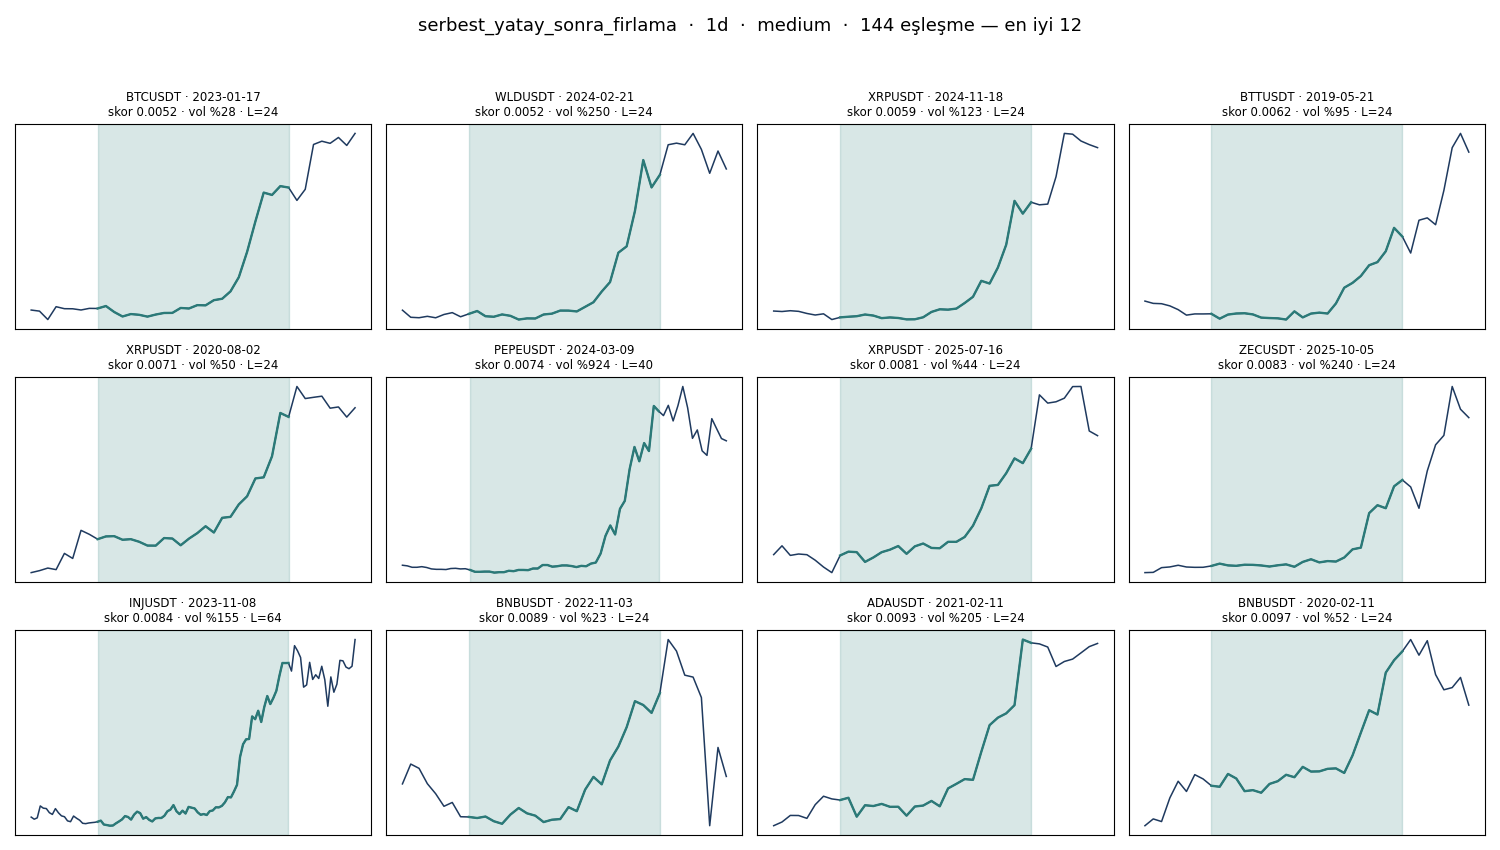 serbest_yatay_sonra_firlama · 1d · medium · 144 eşleşme — en iyi 12
BTCUSDT · 2023-01-17
skor 0.0052 · vol %28 · L=24
WLDUSDT · 2024-02-21
skor 0.0052 · vol %250 · L=24
XRPUSDT · 2024-11-18
skor 0.0059 · vol %123 · L=24
BTTUSDT · 2019-05-21
skor 0.0062 · vol %95 · L=24
XRPUSDT · 2020-08-02
skor 0.0071 · vol %50 · L=24
PEPEUSDT · 2024-03-09
skor 0.0074 · vol %924 · L=40
XRPUSDT · 2025-07-16
skor 0.0081 · vol %44 · L=24
ZECUSDT · 2025-10-05
skor 0.0083 · vol %240 · L=24
INJUSDT · 2023-11-08
skor 0.0084 · vol %155 · L=64
BNBUSDT · 2022-11-03
skor 0.0089 · vol %23 · L=24
ADAUSDT · 2021-02-11
skor 0.0093 · vol %205 · L=24
BNBUSDT · 2020-02-11
skor 0.0097 · vol %52 · L=24